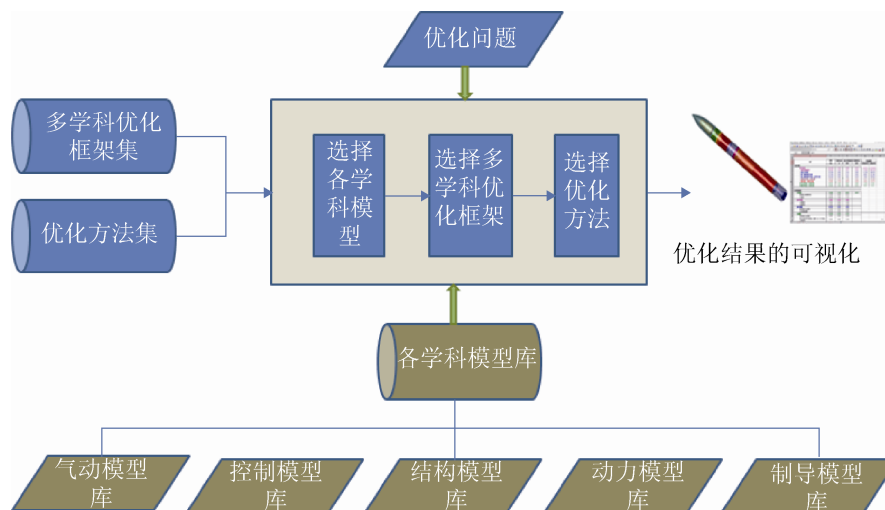 优化问题
多学科优化
框架集
优化方法集
选择
各学
科模
型
选择多
学科优
化框架
选择
优化
方法
优化结果的可视化
各学科模型库
气动模型
库
控制模型
库
结构模型
库
动力模型
库
制导模型
库